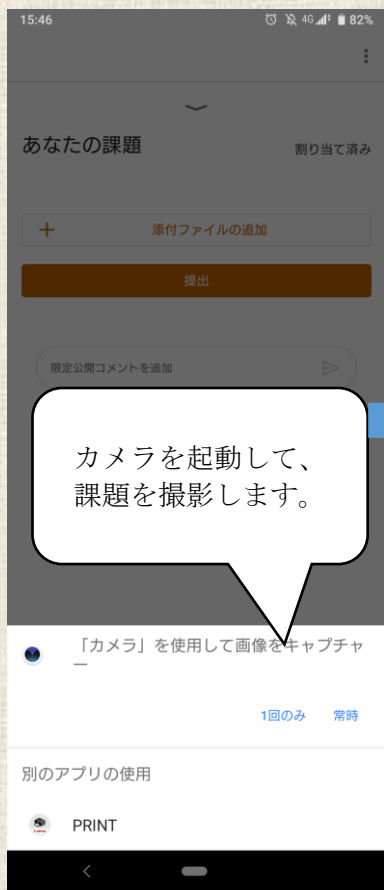 15:46 4G 82%
あなたの課題 割り当て済み
+ 添付ファイルの追加
提出
限定公開コメントを追加
カメラを起動して、
課題を撮影します。
「カメラ」を使用して画像をキャプチャ
ー
1回のみ 常時
別のアプリの使用
PRINT